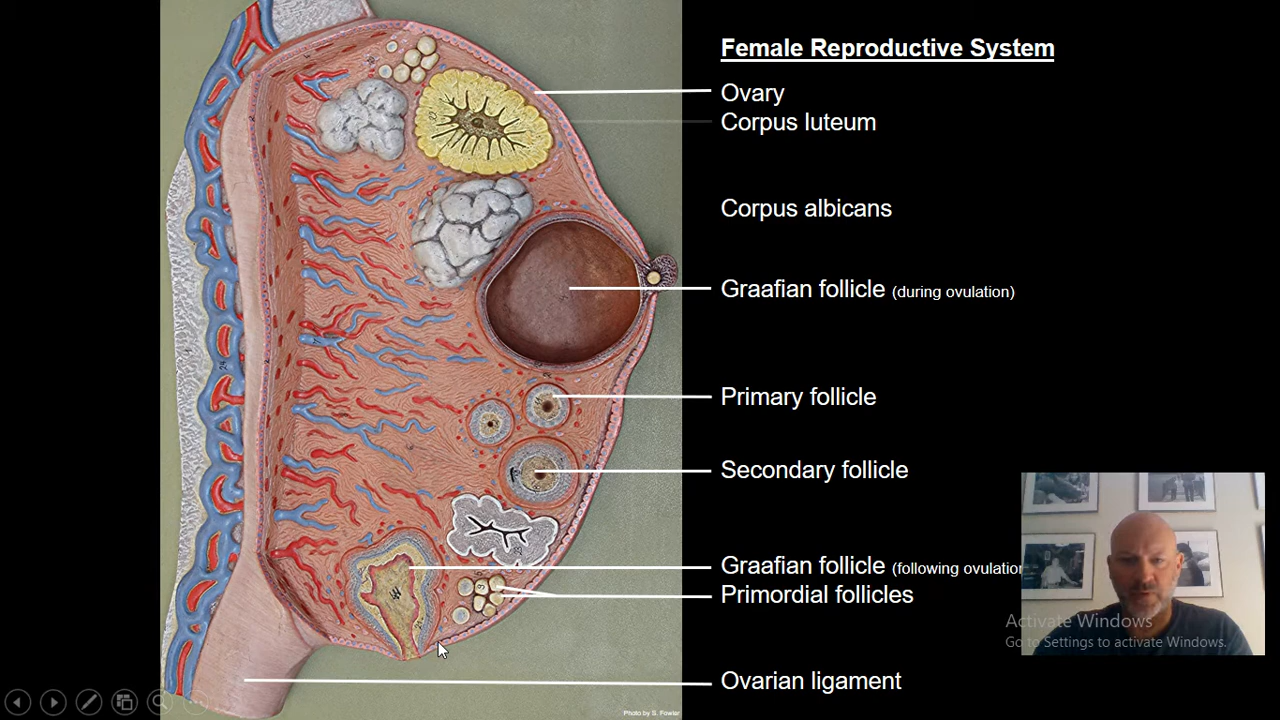 Female Reproductive System
Ovary
Corpus luteum
Corpus albicans
Graafian follicle (during ovulation)
Primary follicle
Secondary follicle
Graafian follicle (following ovulation
Primordial follicles
Activate Windows
Go to Settings to activate Windows.
Ovarian ligament
Photo by S. Fowler